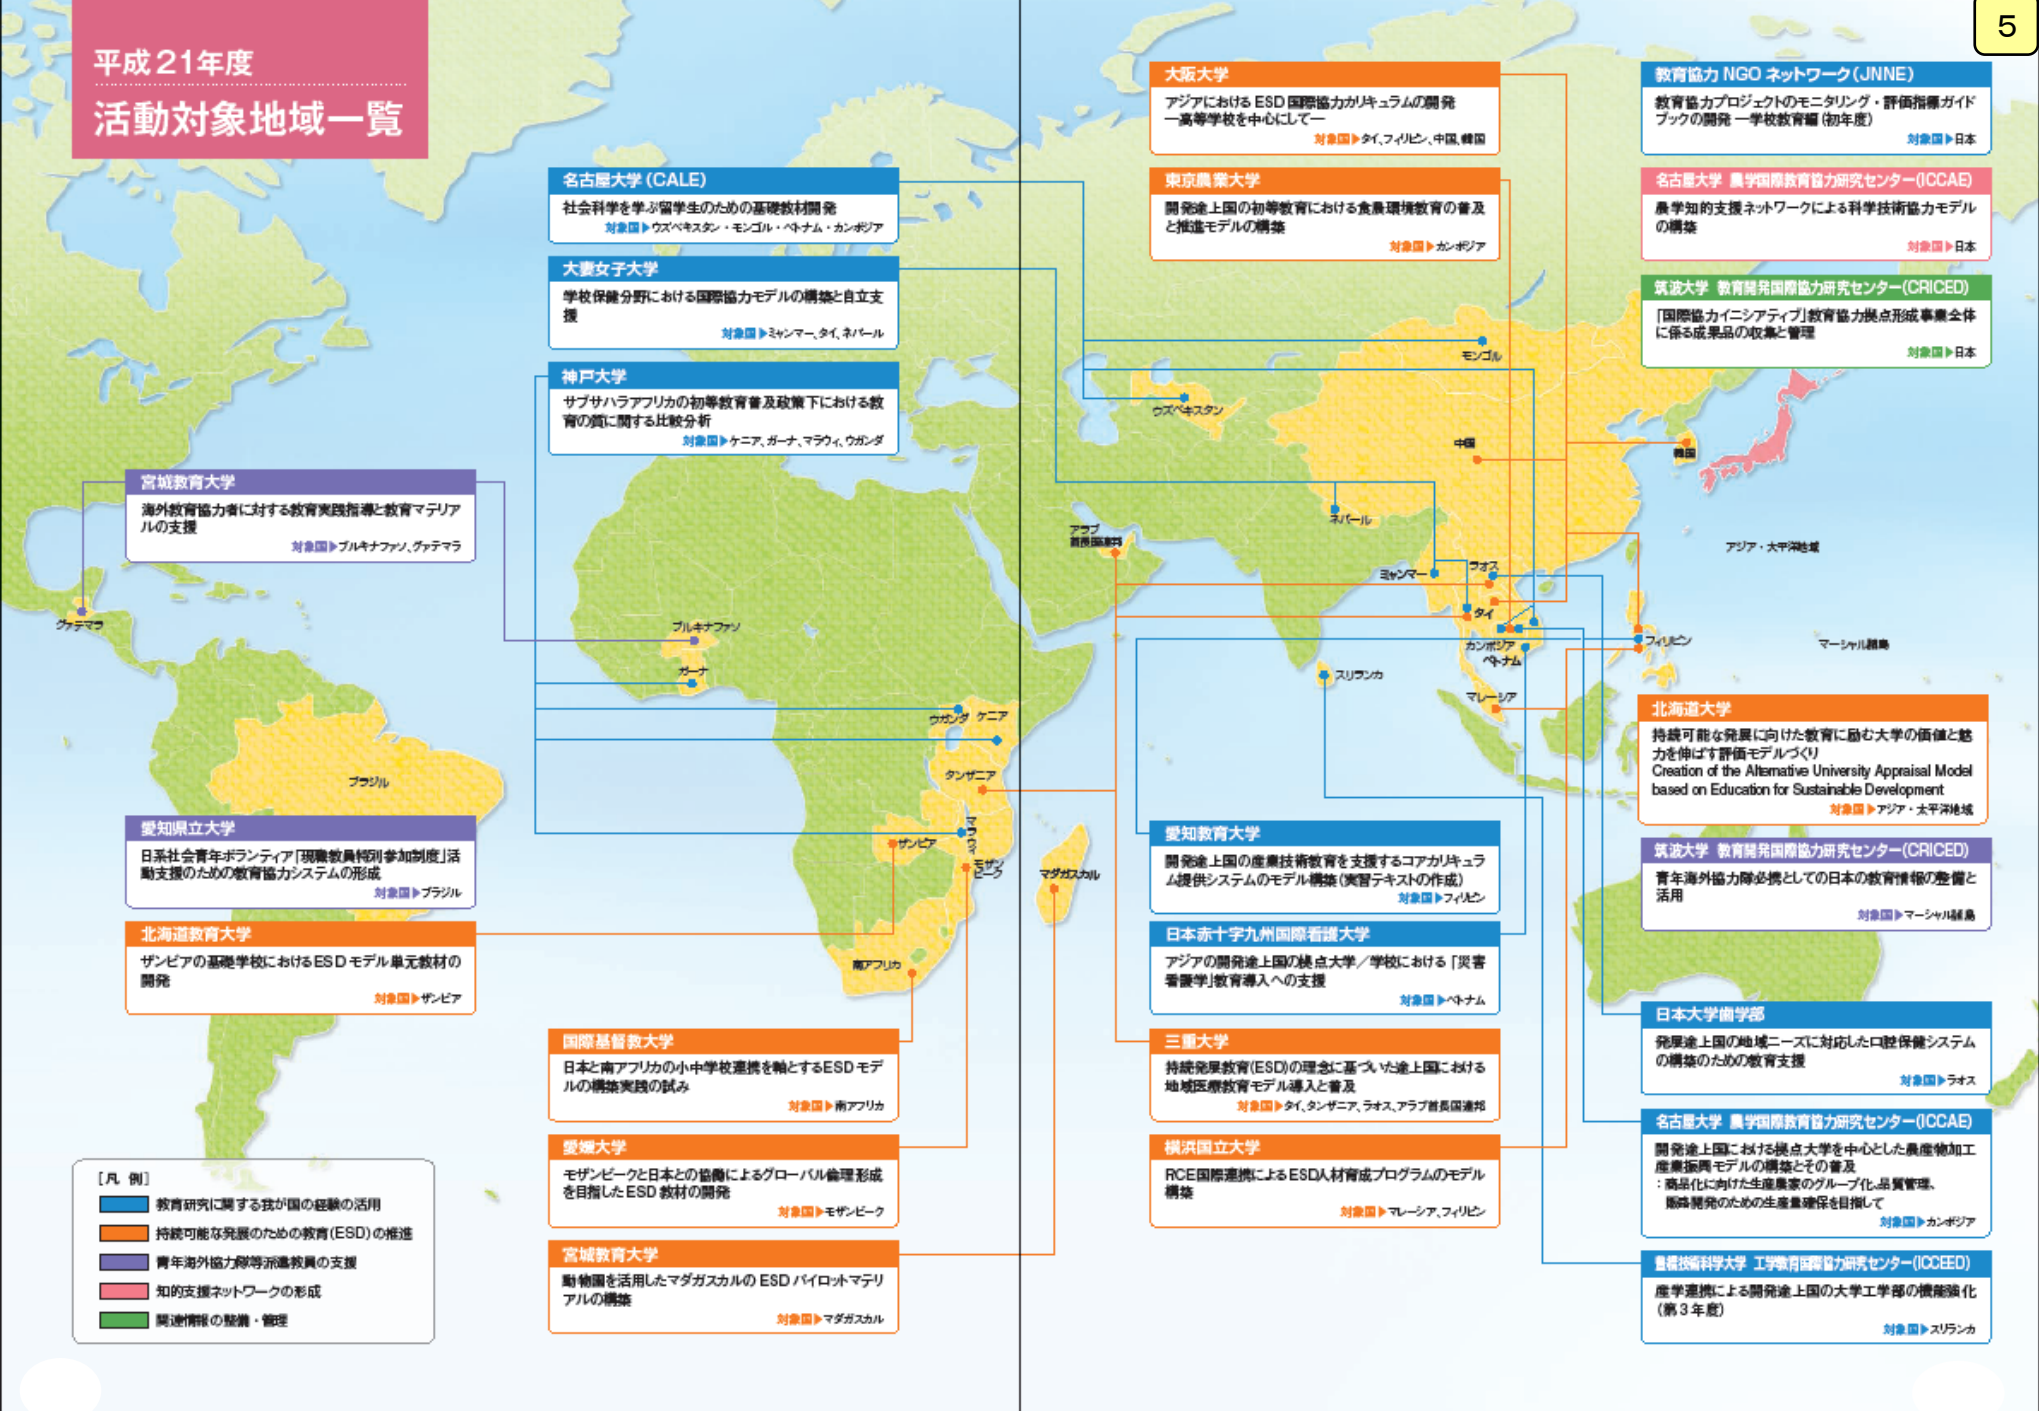 5
平成21年度
活動対象地域一覧
名古屋大学(CALE)
社会科学を学ぶ留学生のための基礎教材開発
対象国▶ウズベキスタン・モンゴル・ベトナム・カンボジア
大妻女子大学
学校保健分野における国際協力モデルの構築と自立支
援
対象国▶ミャンマー、タイ、ネパール
神戸大学
サブサハラアフリカの初等教育普及政策下における教
育の質に関する比較分析
対象国▶ケニア、ガーナ、マラウィ、ウガンダ
宮城教育大学
海外教育協力者に対する教育実践指導と教育マテリア
ルの支援
対象国▶ブルキナファソ、グァテマラ
愛知県立大学
日系社会青年ボランティア「現職教員特別参加制度」活
動支援のための教育協力システムの形成
対象国▶ブラジル
北海道教育大学
ザンビアの基礎学校におけるESDモデル単元教材の
開発
対象国▶ザンビア
国際基督教大学
日本と南アフリカの小中学校連携を軸とするESDモデ
ルの構築実践の試み
対象国▶南アフリカ
愛媛大学
モザンビークと日本との協働によるグローバル倫理形成
を目指したESD教材の開発
対象国▶モザンビーク
宮城教育大学
動物園を活用したマダガスカルのESDパイロットマテリ
アルの構築
対象国▶マダガスカル
大阪大学
アジアにおけるESD国際協力カリキュラムの開発
―高等学校を中心にして―
対象国▶タイ、フィリピン、中国、韓国
東京農業大学
開発途上国の初等教育における食農環境教育の普及
と推進モデルの構築
対象国▶カンボジア
愛知教育大学
開発途上国の産業技術教育を支援するコアカリキュラ
ム提供システムのモデル構築(実習テキストの作成)
対象国▶フィリピン
日本赤十字九州国際看護大学
アジアの開発途上国の拠点大学/学校における「災害
看護学」教育導入への支援
対象国▶ベトナム
三重大学
持続発展教育(ESD)の理念に基づいた途上国における
地域医療教育モデル導入と普及
対象国▶タイ、タンザニア、ラオス、アラブ首長国連邦
横浜国立大学
RCE国際連携によるESD人材育成プログラムのモデル
構築
対象国▶マレーシア、フィリピン
教育協力NGOネットワーク(JNNE)
教育協力プロジェクトのモニタリング・評価指標ガイド
ブックの開発 ―学校教育編(初年度)
対象国▶日本
名古屋大学 農学国際教育協力研究センター(ICCAE)
農学知的支援ネットワークによる科学技術協力モデル
の構築
対象国▶日本
筑波大学 教育開発国際協力研究センター(CRICED)
「国際協力イニシアティブ」教育協力拠点形成事業全体
に係る成果品の収集と管理
対象国▶日本
北海道大学
持続可能な発展に向けた教育に励む大学の価値と魅
力を伸ばす評価モデルづくり
Creation of the Alternative University Appraisal Model
based on Education for Sustainable Development
対象国▶アジア・太平洋地域
筑波大学 教育開発国際協力研究センター(CRICED)
青年海外協力隊必携としての日本の教育情報の整備と
活用
対象国▶マーシャル諸島
日本大学歯学部
発展途上国の地域ニーズに対応した口腔保健システム
の構築のための教育支援
対象国▶ラオス
名古屋大学 農学国際教育協力研究センター(ICCAE)
開発途上国における拠点大学を中心とした農産物加工
産業振興モデルの構築とその普及
:商品化に向けた生産農家のグループ化、品質管理、
販路開発のための生産量確保を目指して
対象国▶カンボジア
豊橋技術科学大学 工学教育国際協力研究センター(ICCEED)
産学連携による開発途上国の大学工学部の機能強化
(第3年度)
対象国▶スリランカ
グァテマラ
ブラジル
ブルキナファソ
ガーナ
ウガンダ
ケニア
タンザニア
マラウィ
ザンビア
モザン
ビーク
マダガスカル
南アフリカ
アラブ
首長国連邦
ウズベキスタン
モンゴル
中国
韓国
ネパール
ミャンマー
ラオス
タイ
カンボジア
ベトナム
マレーシア
スリランカ
フィリピン
アジア・太平洋地域
マーシャル諸島
[凡 例]
教育研究に関する我が国の経験の活用
持続可能な発展のための教育(ESD)の推進
青年海外協力隊等派遣教員の支援
知的支援ネットワークの形成
関連情報の整備・管理